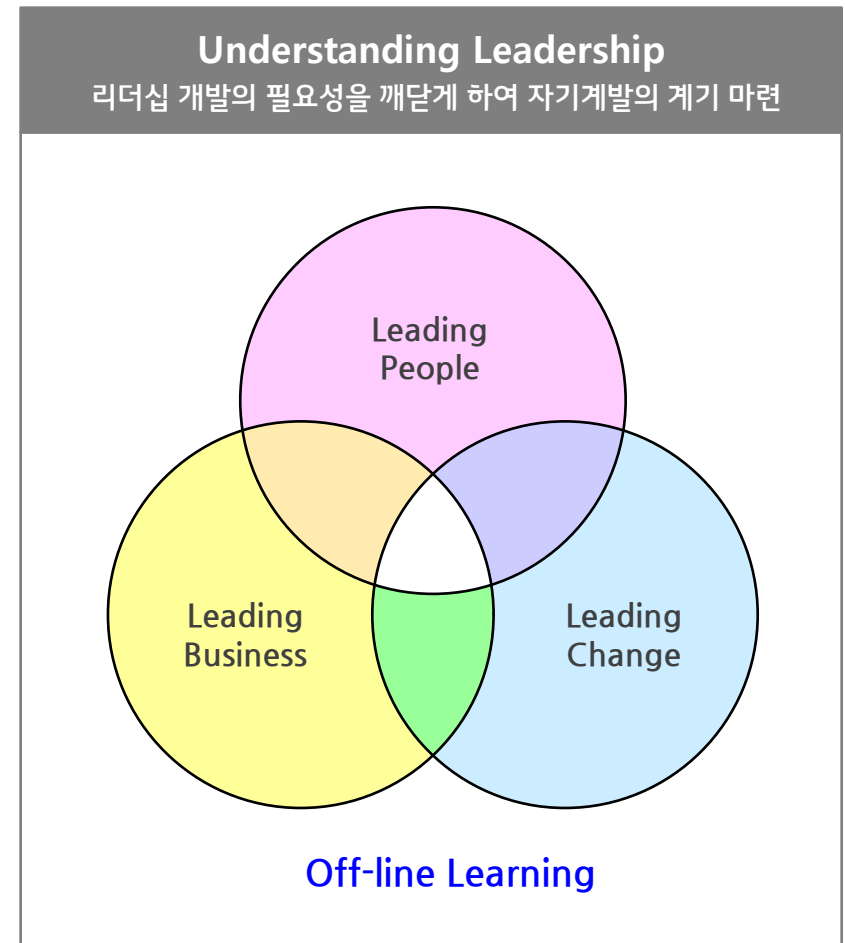 Understanding Leadership
리더십 개발의 필요성을 깨닫게 하여 자기계발의 계기 마련
Leading
People
Leading
Business
Leading
Change
Off-line Learning